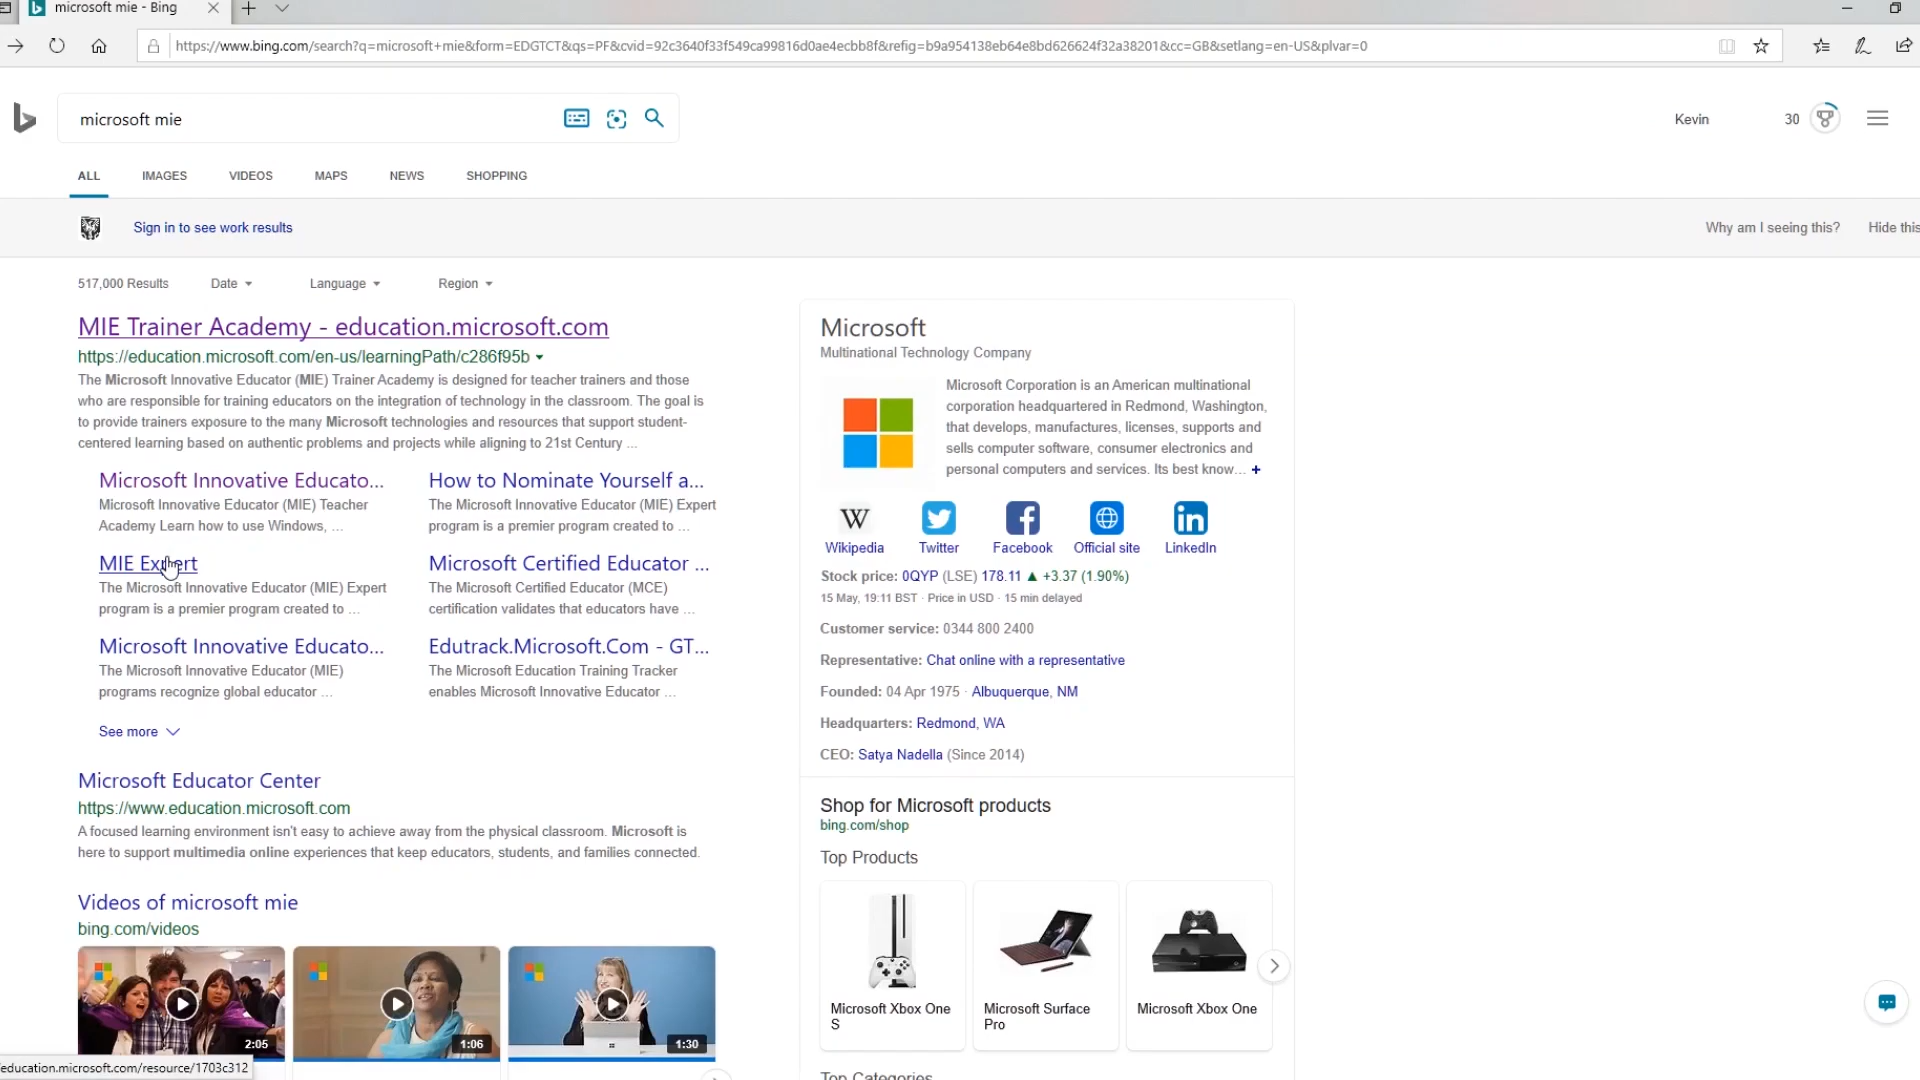 microsoft mie - Bing
https://www.bing.com/search?q=microsoft+mie&form=EDGTCT&qs=PF&cvid=92c3640f33f549ca99816d0ae4ecbb8f&refig=b9a954138eb64e8bd626624f32a38201&cc=GB&setlang=en-US&plvar=0
microsoft mie
Kevin
30
ALL IMAGES VIDEOS MAPS NEWS SHOPPING
Sign in to see work results
Why am I seeing this? Hide this
517,000 Results Date Language Region
MIE Trainer Academy - education.microsoft.com
https://education.microsoft.com/en-us/learningPath/c286f95b
The Microsoft Innovative Educator (MIE) Trainer Academy is designed for teacher trainers and those
who are responsible for training educators on the integration of technology in the classroom. The goal is
to provide trainers exposure to the many Microsoft technologies and resources that support student-
centered learning based on authentic problems and projects while aligning to 21st Century ...
Microsoft Innovative Educato...
Microsoft Innovative Educator (MIE) Teacher
Academy Learn how to use Windows, ...
How to Nominate Yourself a...
The Microsoft Innovative Educator (MIE) Expert
program is a premier program created to ...
MIE Expert
The Microsoft Innovative Educator (MIE) Expert
program is a premier program created to ...
Microsoft Certified Educator ...
The Microsoft Certified Educator (MCE)
certification validates that educators have ...
Microsoft Innovative Educato...
The Microsoft Innovative Educator (MIE)
programs recognize global educator ...
Edutrack.Microsoft.Com - GT...
The Microsoft Education Training Tracker
enables Microsoft Innovative Educator ...
See more
Microsoft Educator Center
https://www.education.microsoft.com
A focused learning environment isn't easy to achieve away from the physical classroom. Microsoft is
here to support multimedia online experiences that keep educators, students, and families connected.
Videos of microsoft mie
bing.com/videos
2:05
1:06
1:30
education.microsoft.com/resource/1703c312
Microsoft
Multinational Technology Company
Microsoft Corporation is an American multinational
corporation headquartered in Redmond, Washington,
that develops, manufactures, licenses, supports and
sells computer software, consumer electronics and
personal computers and services. Its best know... +
W
Wikipedia Twitter Facebook Official site LinkedIn
Stock price: 0QYP (LSE) 178.11 ▲ +3.37 (1.90%)
15 May, 19:11 BST · Price in USD · 15 min delayed
Customer service: 0344 800 2400
Representative: Chat online with a representative
Founded: 04 Apr 1975 · Albuquerque, NM
Headquarters: Redmond, WA
CEO: Satya Nadella (Since 2014)
Shop for Microsoft products
bing.com/shop
Top Products
Microsoft Xbox One
S
Microsoft Surface
Pro
Microsoft Xbox One
Top Categories